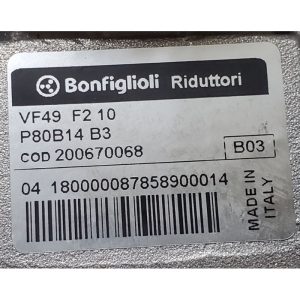 Bonfiglioli Riduttori
VF49 F2 10
P80B14 B3
COD 200670068
B03
04 180000087858900014
MADE IN
ITALY